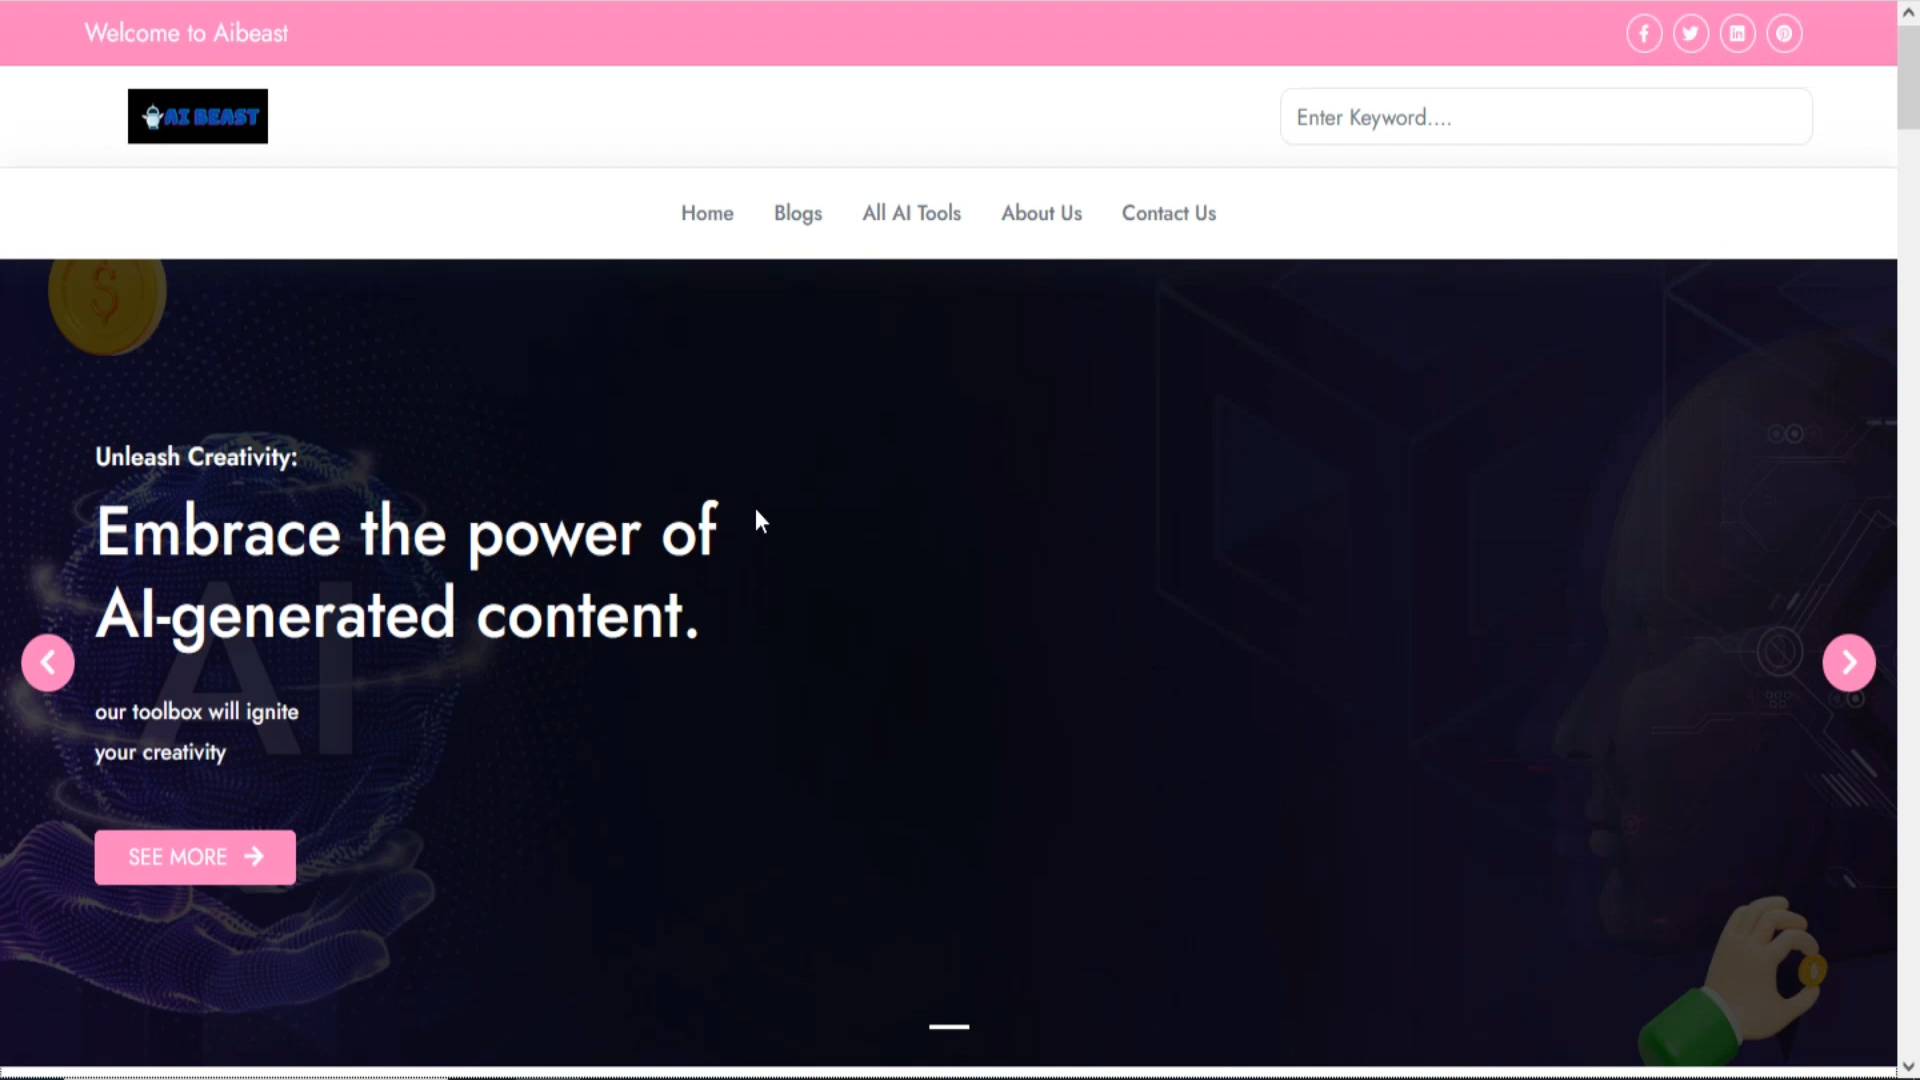 Welcome to Aibeast
AI BEAST
Enter Keyword....
Home Blogs All AI Tools About Us Contact Us
$
Unleash Creativity:
Embrace the power of
AI-generated content.
AI
our toolbox will ignite
your creativity
SEE MORE